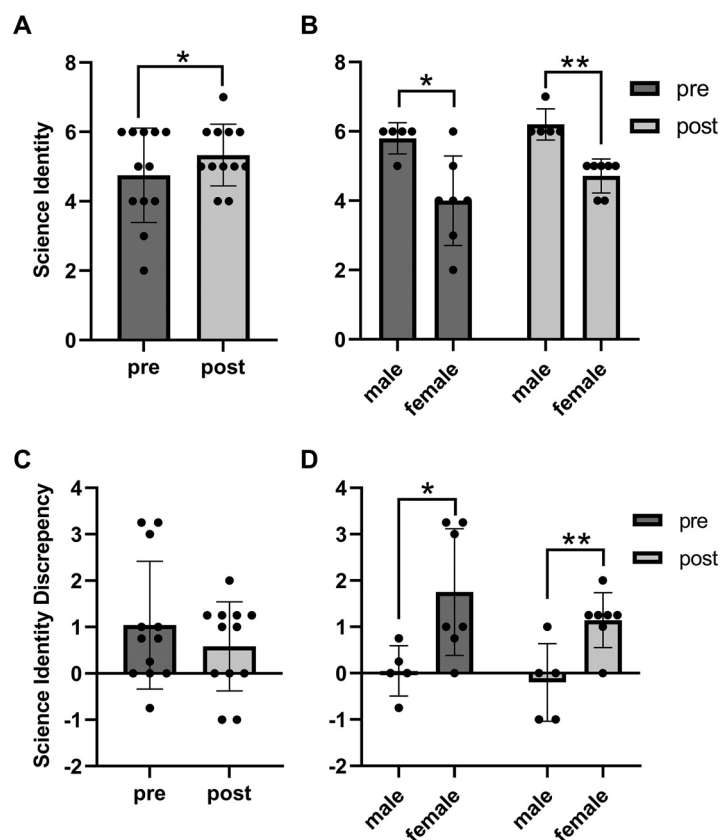 A
Science Identity
8
6
4
2
0
*
pre
post
B
8
6
4
2
0
*
**
male
female
male
female
pre
post
C
Science Identity Discrepency
4
3
2
1
0
-1
-2
pre
post
D
4
3
2
1
0
-1
-2
*
**
male
female
male
female
pre
post